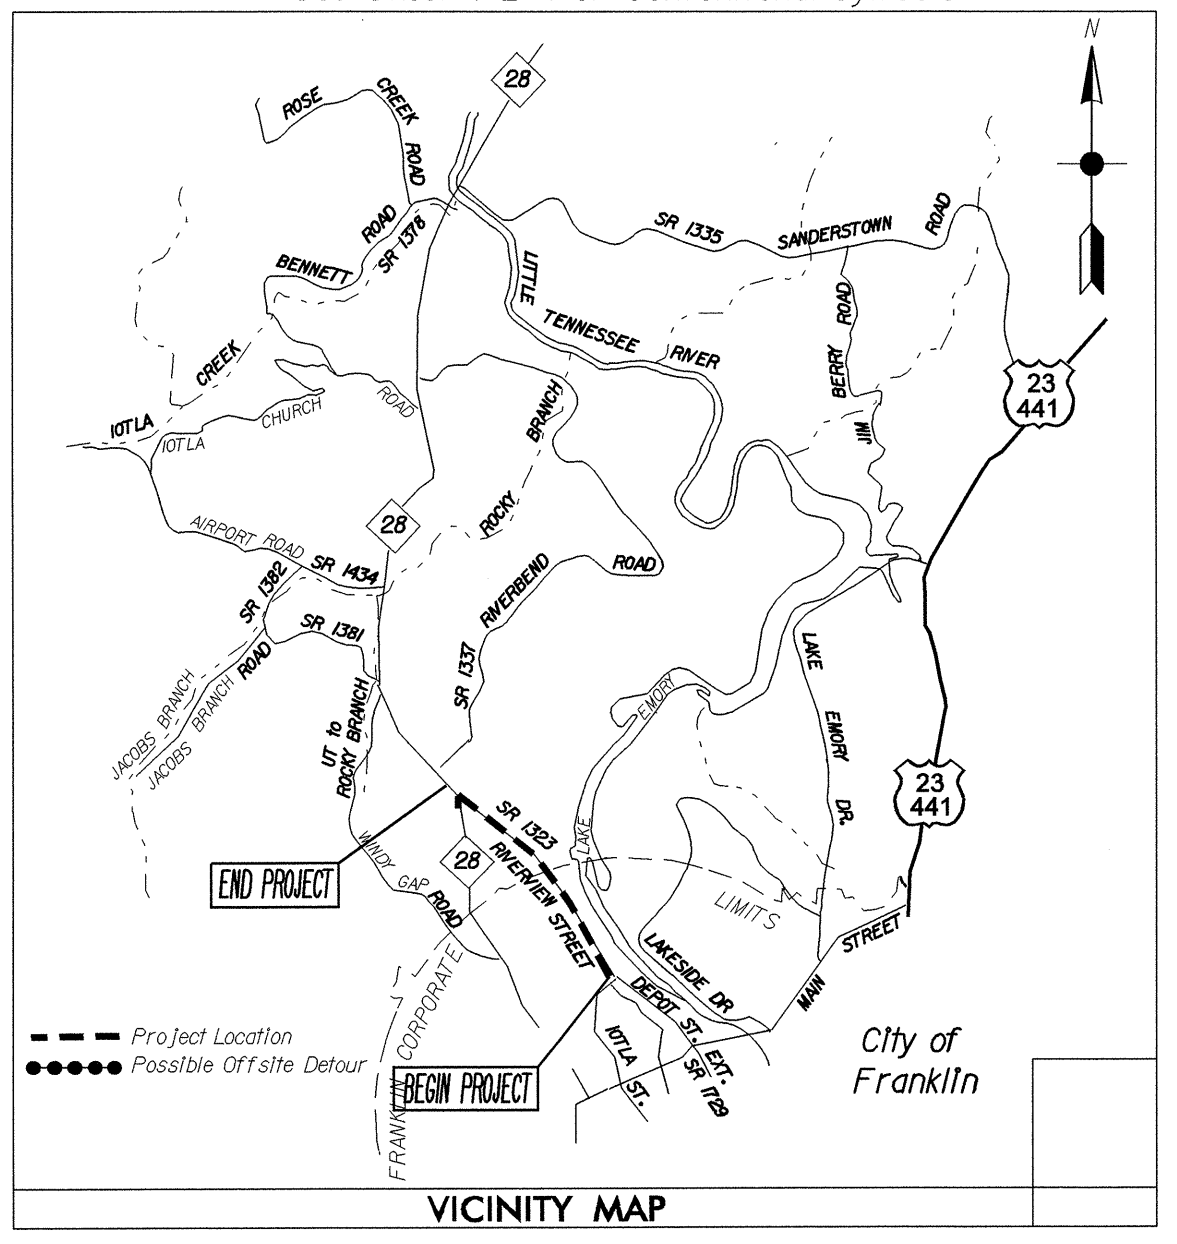 N
28
ROSE CREEK ROAD
SR 1335
SANDERSTOWN ROAD
BENNETT ROAD
SR 1378
LITTLE TENNESSEE RIVER
JIM BERRY ROAD
23
441
IOTLA CREEK
IOTLA CHURCH ROAD
ROCKY BRANCH
28
AIRPORT ROAD
SR 1434
SR 1382
SR 1381
RIVERBEND ROAD
SR 1337
JACOBS BRANCH
JACOBS BRANCH ROAD
UT to
ROCKY BRANCH
LAKE EMORY
LAKE EMORY DR.
23
441
SR 1323
RIVERVIEW STREET
28
END PROJECT
WINDY GAP ROAD
FRANKLIN CORPORATE LIMITS
LAKESIDE DR
DEPOT ST. EXT.
SR 1729
IOTLA ST.
MAIN STREET
BEGIN PROJECT
Project Location
Possible Offsite Detour
City of
Franklin
VICINITY MAP